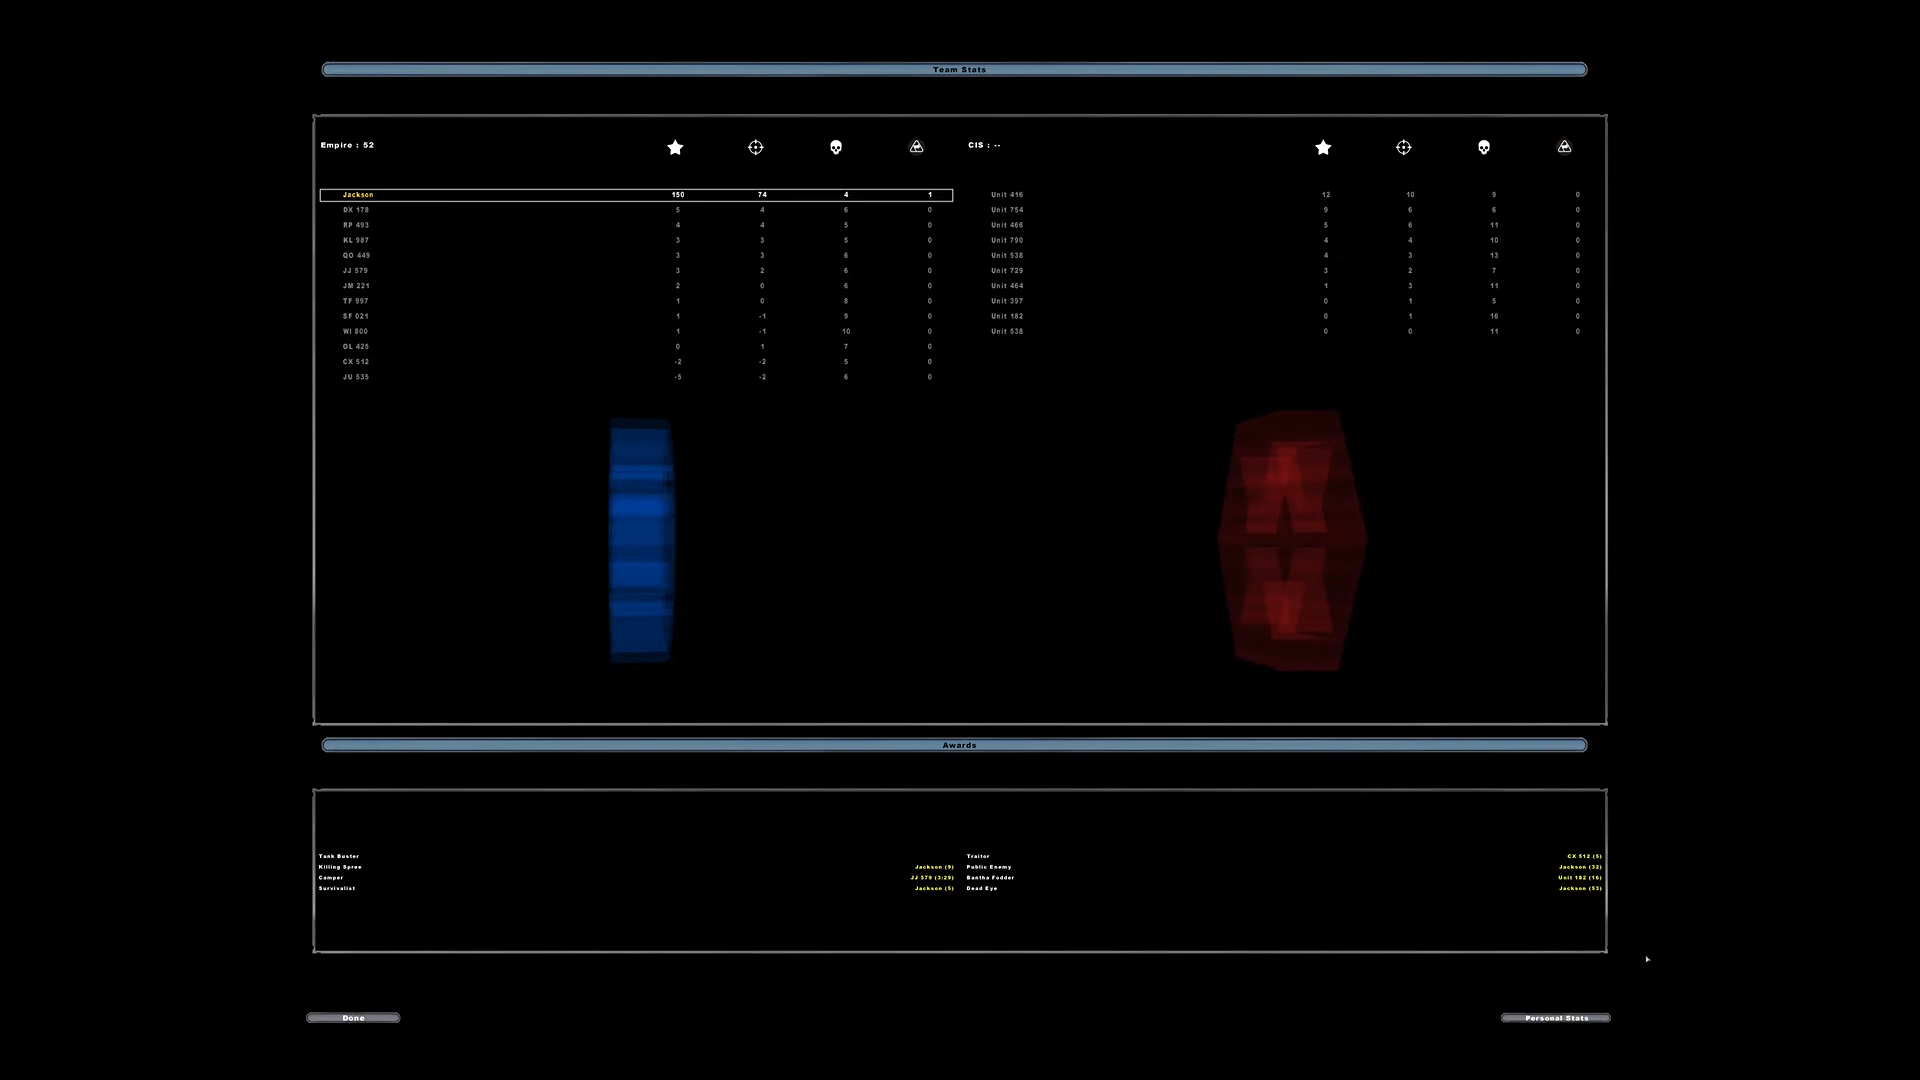 Team Stats
Empire : 52
CIS : --
Jackson 150 74 4 1
DX 178 5 4 6 0
RP 493 4 4 5 0
KL 987 3 3 5 0
QO 449 3 3 6 0
JJ 579 3 2 6 0
JM 221 2 0 6 0
TF 997 1 0 8 0
SF 021 1 -1 9 0
WI 800 1 -1 10 0
OL 425 0 1 7 0
CX 512 -2 -2 5 0
JU 535 -5 -2 6 0
Unit 416 12 10 9 0
Unit 754 9 6 6 0
Unit 466 5 6 11 0
Unit 790 4 4 10 0
Unit 538 4 3 13 0
Unit 729 3 2 7 0
Unit 464 1 3 11 0
Unit 397 0 1 5 0
Unit 182 0 1 16 0
Unit 538 0 0 11 0
Awards
Tank Buster
Killing Spree Jackson (9)
Camper JJ 579 (3:29)
Survivalist Jackson (5)
Traitor CX 512 (5)
Public Enemy Jackson (32)
Bantha Fodder Unit 182 (16)
Dead Eye Jackson (53)
Done
Personal Stats